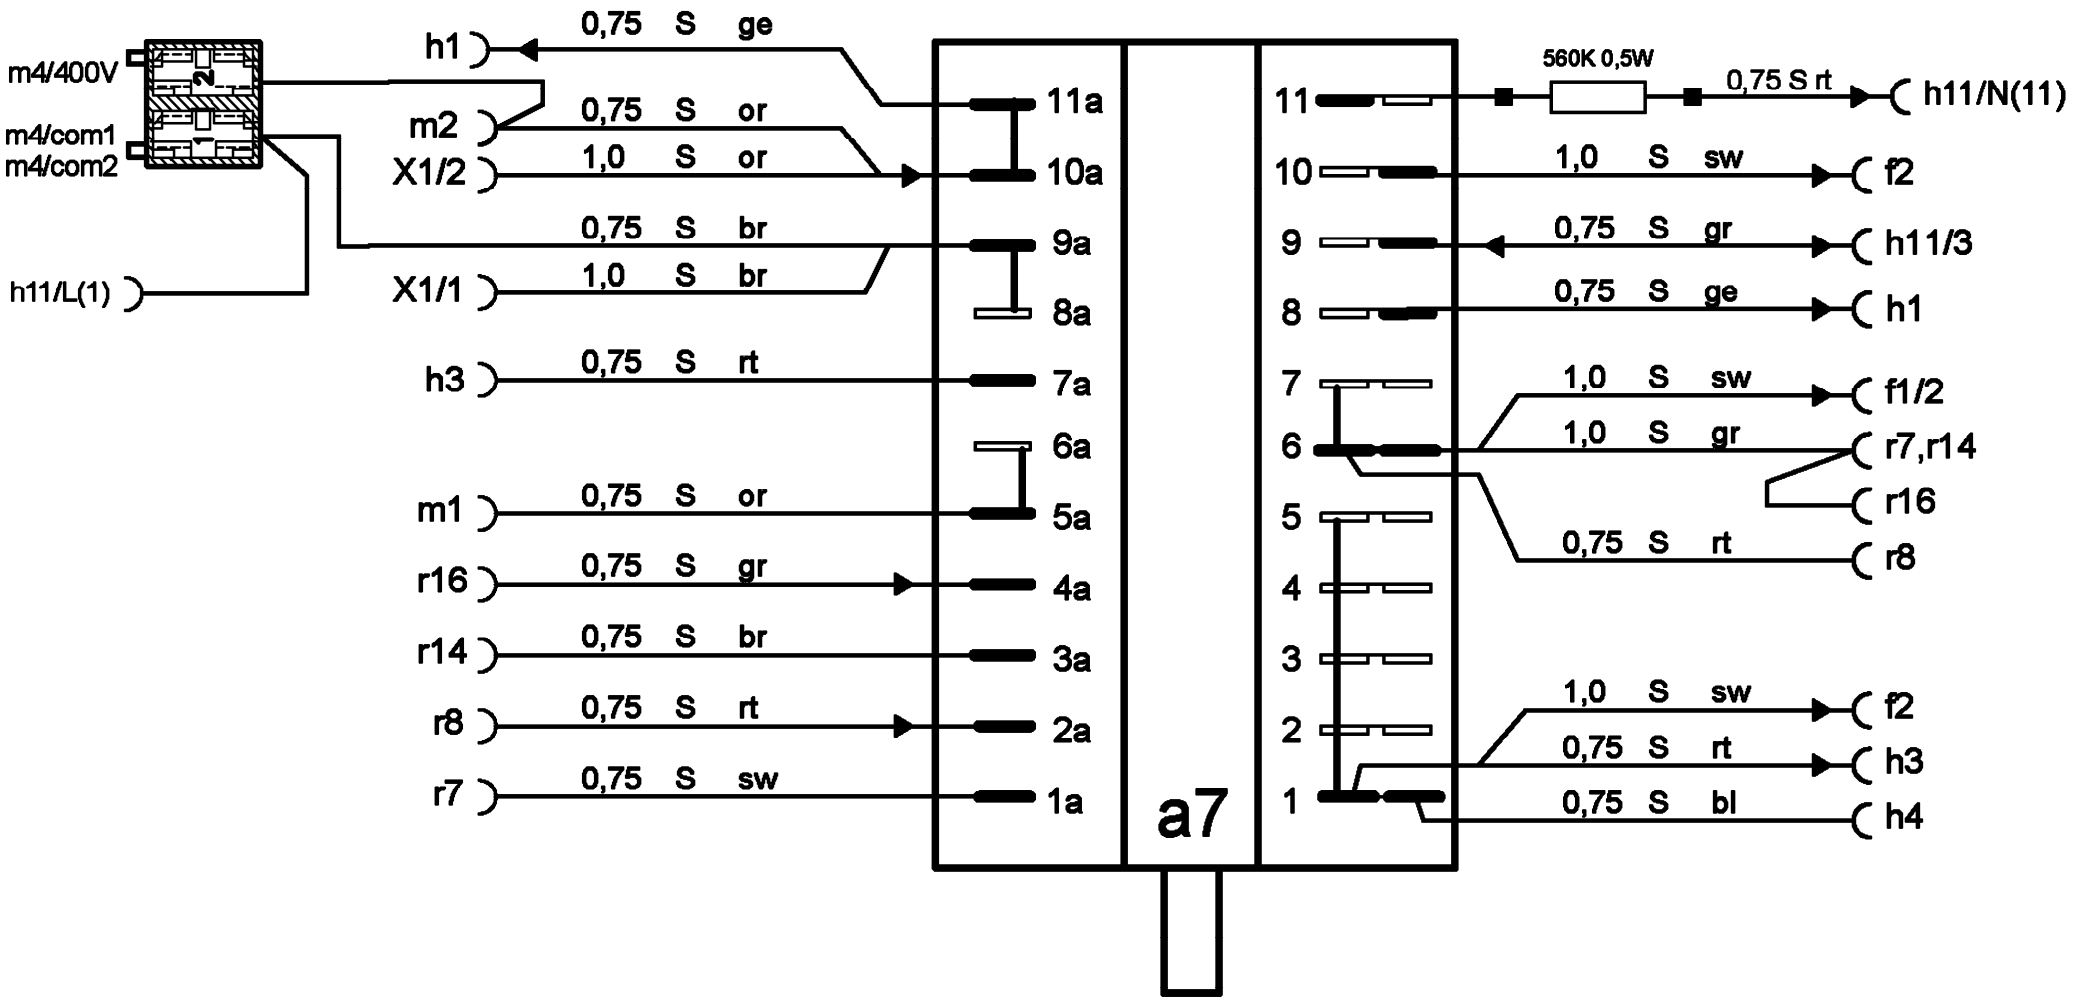 m4/400V
2
m4/com1
m4/com2
1
h11/L(1)
h1 0,75 S ge 11a
m2 0,75 S or
X1/2 1,0 S or 10a
0,75 S br 9a
X1/1 1,0 S br 8a
h3 0,75 S rt 7a
6a
m1 0,75 S or 5a
r16 0,75 S gr 4a
r14 0,75 S br 3a
r8 0,75 S rt 2a
r7 0,75 S sw 1a
a7
560K 0,5W
11 0,75 S rt h11/N(11)
10 1,0 S sw f2
9 0,75 S gr h11/3
8 0,75 S ge h1
7 1,0 S sw f1/2
6 1,0 S gr r7,r14
r16
5 0,75 S rt r8
4
3
2 1,0 S sw f2
0,75 S rt h3
1 0,75 S bl h4